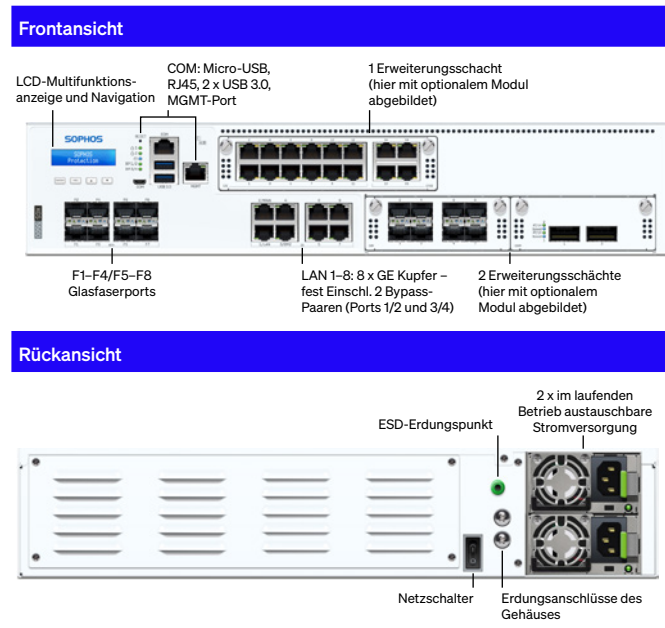 Frontansicht
LCD-Multifunktions-
anzeige und Navigation
COM: Micro-USB,
RJ45, 2 x USB 3.0,
MGMT-Port
1 Erweiterungsschacht
(hier mit optionalem Modul
abgebildet)
SOPHOS
SOPHOS
Protection
F1–F4/F5–F8
Glasfaserports
LAN 1–8: 8 x GE Kupfer –
fest Einschl. 2 Bypass-
Paaren (Ports 1/2 und 3/4)
2 Erweiterungsschächte
(hier mit optionalem
Modul abgebildet)
Rückansicht
ESD-Erdungspunkt
2 x im laufenden
Betrieb austauschbare
Stromversorgung
Netzschalter
Erdungsanschlüsse des
Gehäuses